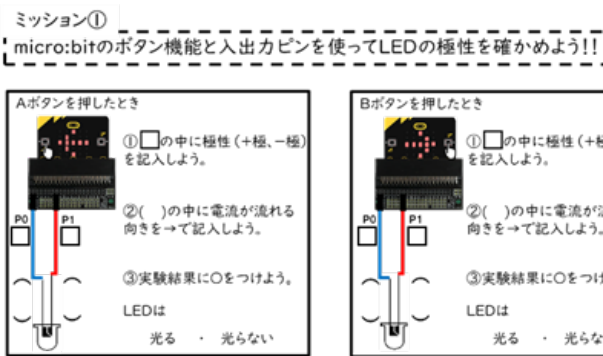 ミッション①
micro:bitのボタン機能と入出力ピンを使ってLEDの極性を確かめよう!!
Aボタンを押したとき
①□の中に極性(+極、-極)
を記入しよう。
②( )の中に電流が流れる
向きを→で記入しよう。
P0 P1
③実験結果に○をつけよう。
LEDは
光る ・ 光らない
Bボタンを押したとき
①□の中に極性(+極
を記入しよう。
②( )の中に電流が
向きを→で記入しよう。
P0 P1
③実験結果に○をつけ
LEDは
光る ・ 光らな